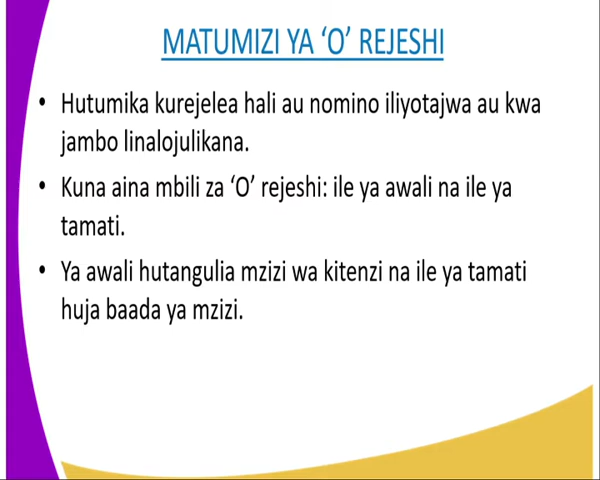 MATUMIZI YA ‘O’ REJESHI
• Hutumika kurejelea hali au nomino iliyotajwa au kwa
jambo linalojulikana.
• Kuna aina mbili za ‘O’ rejeshi: ile ya awali na ile ya
tamati.
• Ya awali hutangulia mzizi wa kitenzi na ile ya tamati
huja baada ya mzizi.